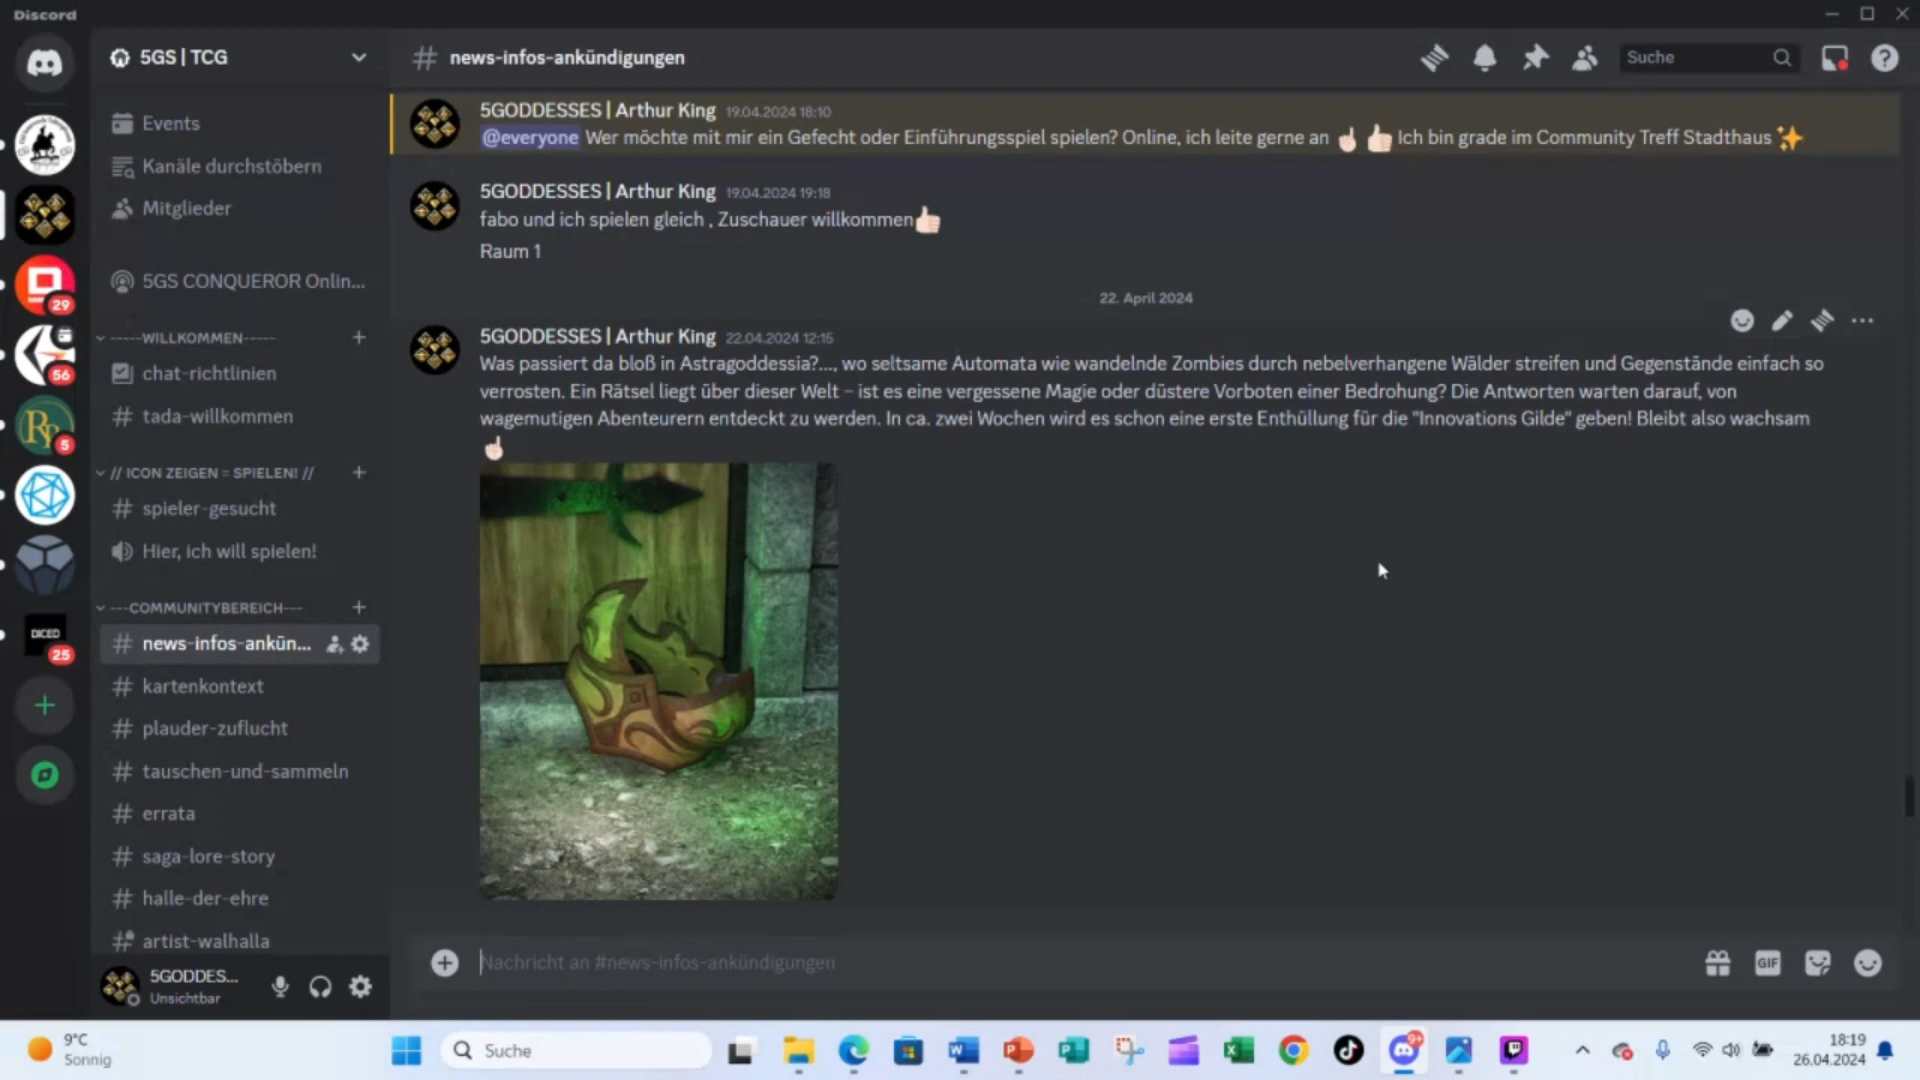 Discord
5GS | TCG
news-infos-ankündigungen
Suche
Events
Kanäle durchstöbern
Mitglieder
5GS CONQUEROR Onlin...
-----WILLKOMMEN-----
chat-richtlinien
tada-willkommen
// ICON ZEIGEN = SPIELEN! //
spieler-gesucht
Hier, ich will spielen!
---COMMUNITYBEREICH---
news-infos-ankün...
kartenkontext
plauder-zuflucht
tauschen-und-sammeln
errata
saga-lore-story
halle-der-ehre
artist-walhalla
29
56
RP
5
DICED
25
5GODDES...
Unsichtbar
5GODDESSES | Arthur King 19.04.2024 18:10
@everyone Wer möchte mit mir ein Gefecht oder Einführungsspiel spielen? Online, ich leite gerne an ☝🏻 👍🏻 Ich bin grade im Community Treff Stadthaus ✨
5GODDESSES | Arthur King 19.04.2024 19:18
fabo und ich spielen gleich , Zuschauer willkommen👍🏻
Raum 1
22. April 2024
5GODDESSES | Arthur King 22.04.2024 12:15
Was passiert da bloß in Astragoddessia?..., wo seltsame Automata wie wandelnde Zombies durch nebelverhangene Wälder streifen und Gegenstände einfach so
verrosten. Ein Rätsel liegt über dieser Welt – ist es eine vergessene Magie oder düstere Vorboten einer Bedrohung? Die Antworten warten darauf, von
wagemutigen Abenteurern entdeckt zu werden. In ca. zwei Wochen wird es schon eine erste Enthüllung für die "Innovations Gilde" geben! Bleibt also wachsam
☝🏻
Nachricht an #news-infos-ankündigungen
GIF
9°C
Sonnig
Suche
9+
18:19
26.04.2024